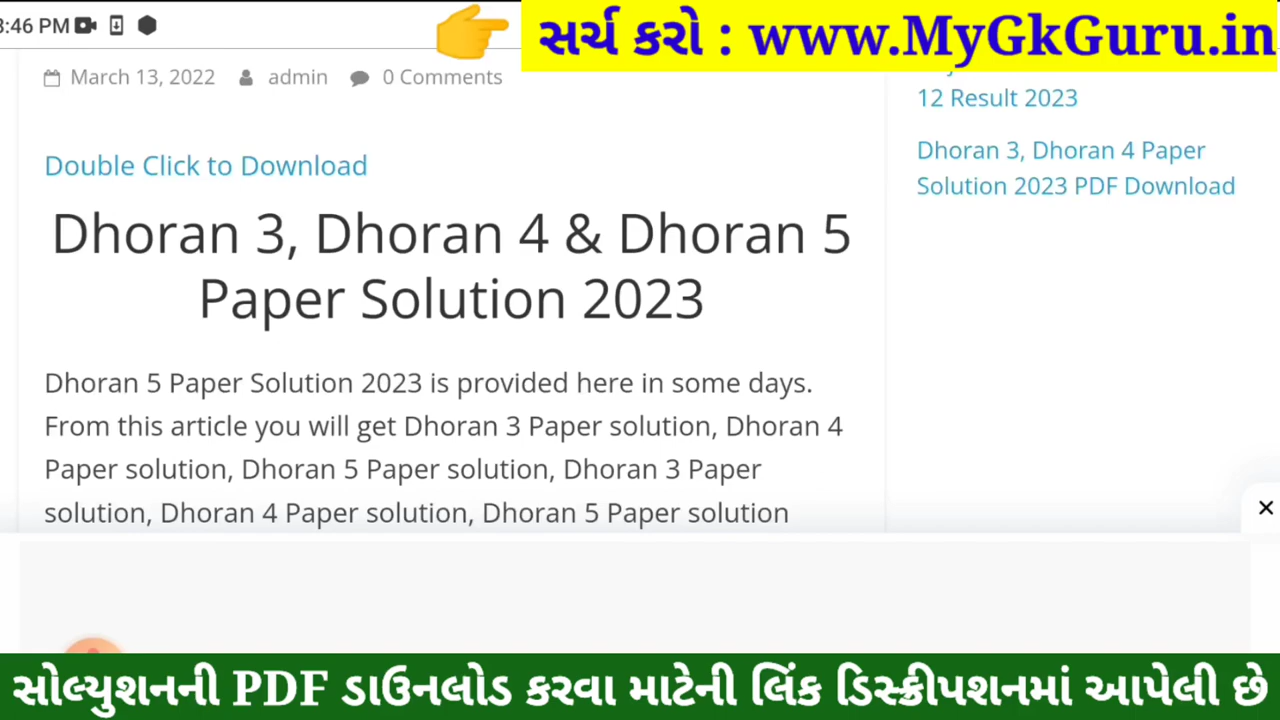 3:46 PM
સર્ચ કરો : www.MyGkGuru.in
March 13, 2022 admin 0 Comments
12 Result 2023
Dhoran 3, Dhoran 4 Paper
Solution 2023 PDF Download
Double Click to Download
Dhoran 3, Dhoran 4 & Dhoran 5
Paper Solution 2023
Dhoran 5 Paper Solution 2023 is provided here in some days.
From this article you will get Dhoran 3 Paper solution, Dhoran 4
Paper solution, Dhoran 5 Paper solution, Dhoran 3 Paper
solution, Dhoran 4 Paper solution, Dhoran 5 Paper solution
સોલ્યુશનની PDF ડાઉનલોડ કરવા માટેની લિંક ડિસ્ક્રીપશનમાં આપેલી છે